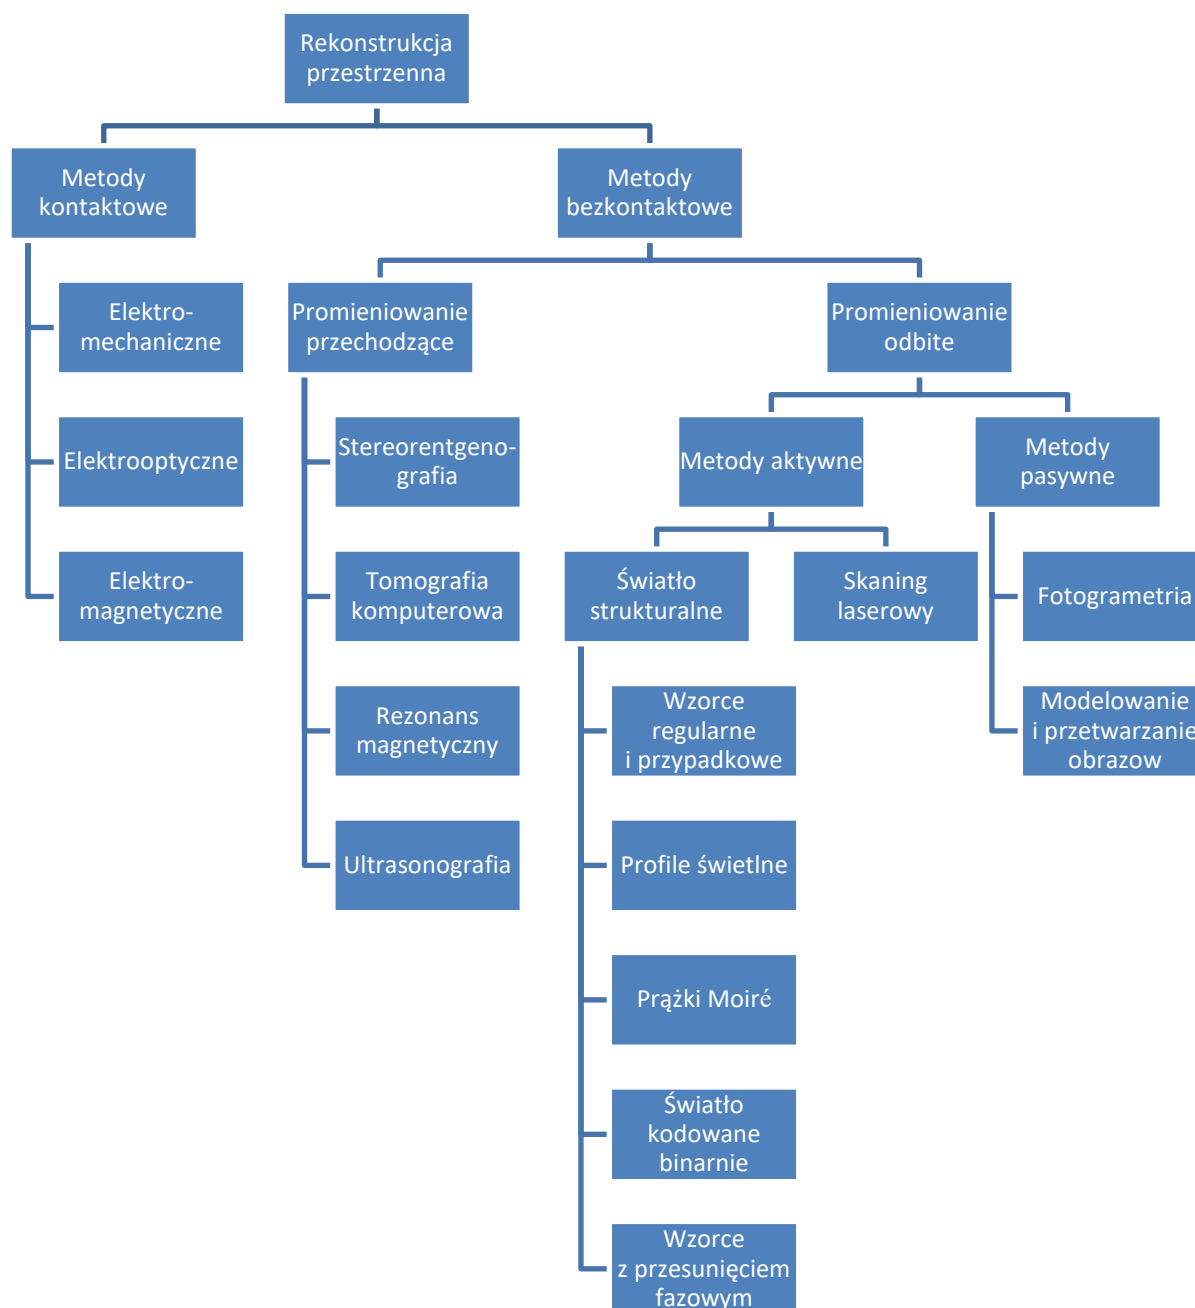 Rekonstrukcja
przestrzenna
Metody
kontaktowe
Metody
bezkontaktowe
Elektro-
mechaniczne
Promieniowanie
przechodzące
Promieniowanie
odbite
Elektrooptyczne
Stereorentgeno-
grafia
Metody aktywne
Metody
pasywne
Elektro-
magnetyczne
Tomografia
komputerowa
Światło
strukturalne
Skaning
laserowy
Fotogrametria
Rezonans
magnetyczny
Wzorce
regularne
i przypadkowe
Modelowanie
i przetwarzanie
obrazow
Ultrasonografia
Profile świetlne
Prążki Moiré
Światło
kodowane
binarnie
Wzorce
z przesunięciem
fazowym